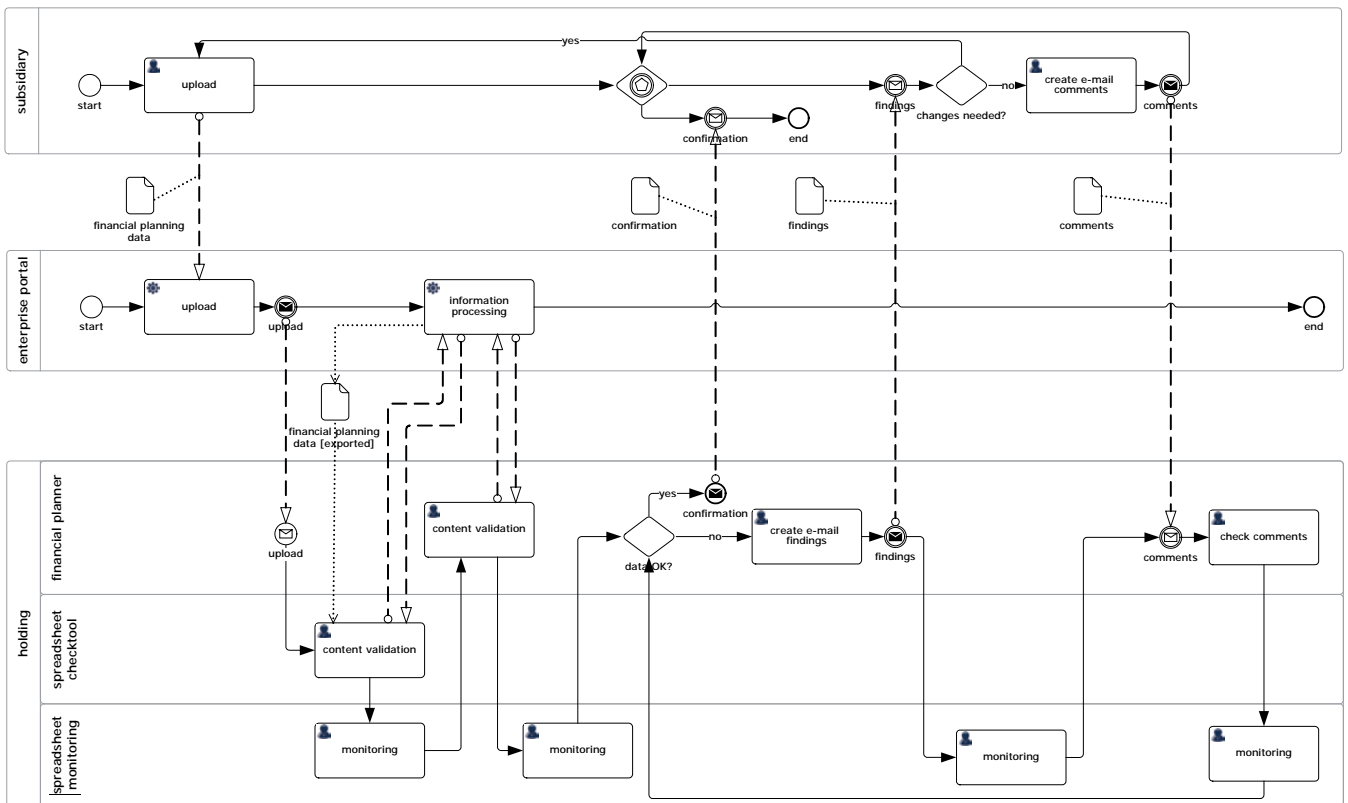 subsidiary
yes
upload
start
findings
changes needed?
no
create e-mail
comments
comments
confirmation
end
financial planning
data
confirmation
findings
comments
enterprise portal
start
upload
upload
information
processing
end
financial planning
data [exported]
holding
financial planner
upload
content validation
yes
confirmation
data OK?
no
create e-mail
findings
findings
comments
check comments
spreadsheet
checktool
content validation
spreadsheet
monitoring
monitoring
monitoring
monitoring
monitoring